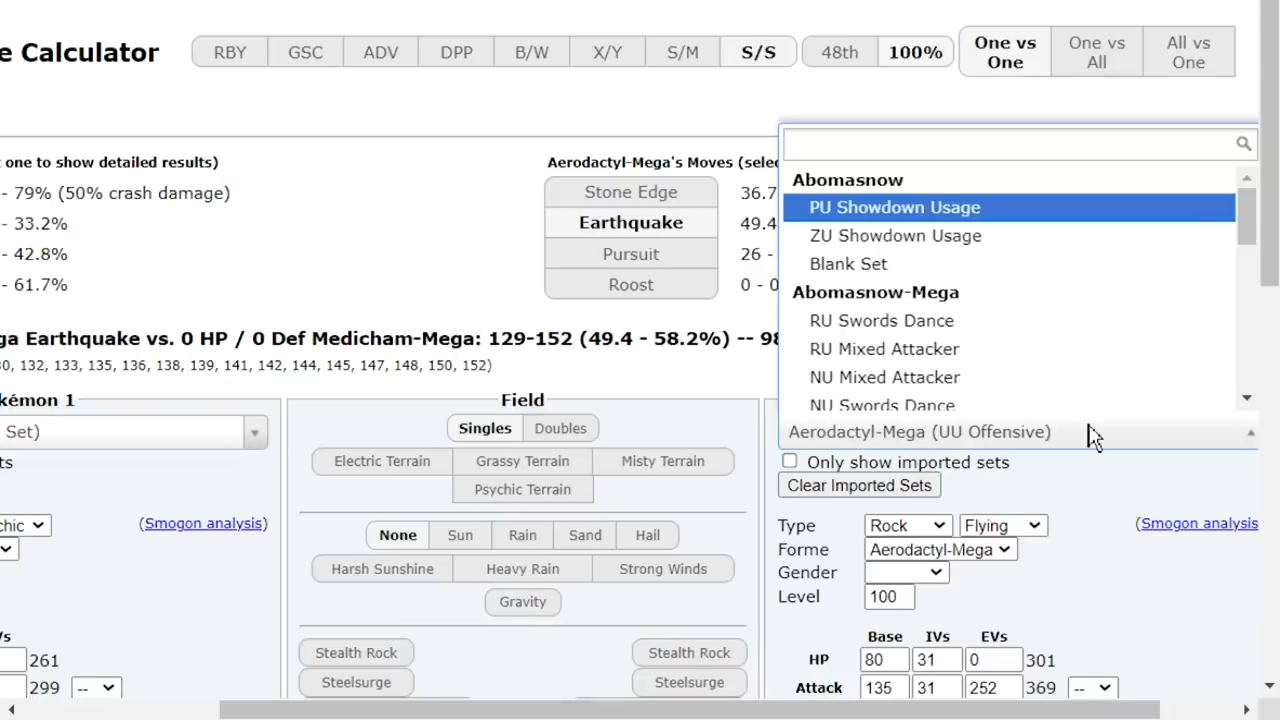 e Calculator
RBY GSC ADV DPP B/W X/Y S/M S/S 48th 100% One vs One One vs All All vs One
one to show detailed results)
- 79% (50% crash damage)
- 33.2%
- 42.8%
- 61.7%
Aerodactyl-Mega's Moves (selec
Stone Edge 36.7
Earthquake 49.4
Pursuit 26 -
Roost 0 - 0
ga Earthquake vs. 0 HP / 0 Def Medicham-Mega: 129-152 (49.4 - 58.2%) -- 98
30, 132, 133, 135, 136, 138, 139, 141, 142, 144, 145, 147, 148, 150, 152)
Abomasnow
PU Showdown Usage
ZU Showdown Usage
Blank Set
Abomasnow-Mega
RU Swords Dance
RU Mixed Attacker
NU Mixed Attacker
NU Swords Dance
Aerodactyl-Mega (UU Offensive)
Only show imported sets
Clear Imported Sets
kémon 1
Set)
ts
chic
(Smogon analysis)
Vs
261
299 --
Field
Singles Doubles
Electric Terrain Grassy Terrain Misty Terrain
Psychic Terrain
None Sun Rain Sand Hail
Harsh Sunshine Heavy Rain Strong Winds
Gravity
Stealth Rock Stealth Rock
Steelsurge Steelsurge
Type Rock Flying (Smogon analysis
Forme Aerodactyl-Mega
Gender
Level 100
Base IVs EVs
HP 80 31 0 301
Attack 135 31 252 369 --